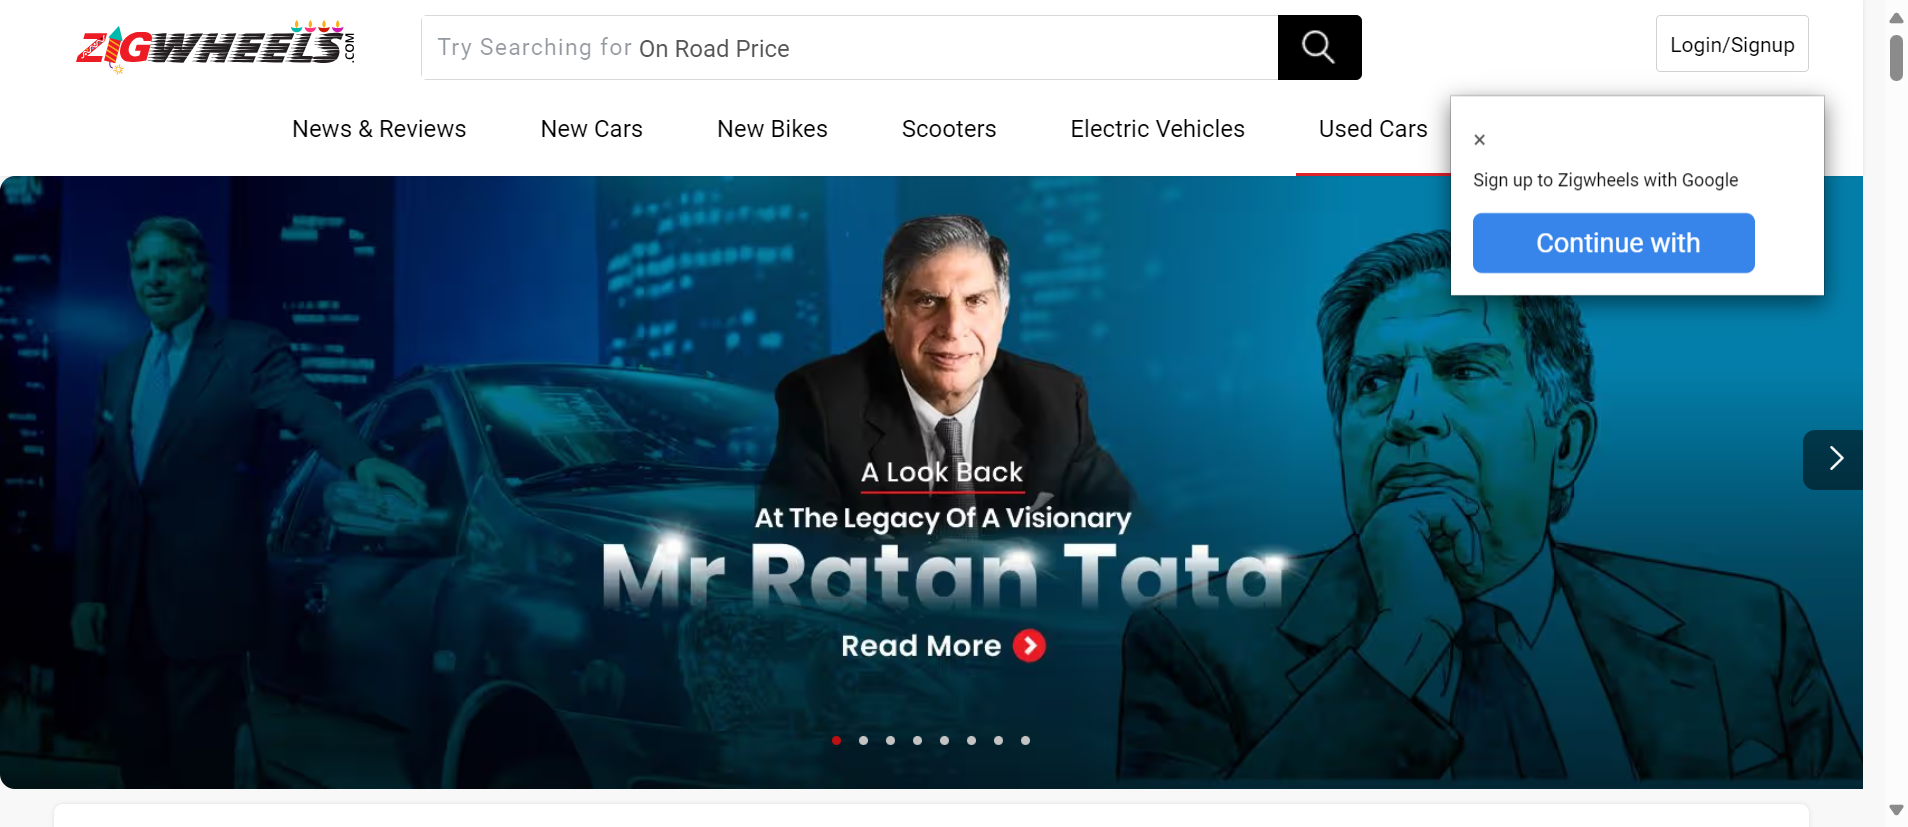 ZIGWHEELS.COM
Try Searching for On Road Price
Login/Signup
News & Reviews
New Cars
New Bikes
Scooters
Electric Vehicles
Used Cars
×
Sign up to Zigwheels with Google
Continue with
A Look Back
At The Legacy Of A Visionary
Mr Ratan Tata
Read More